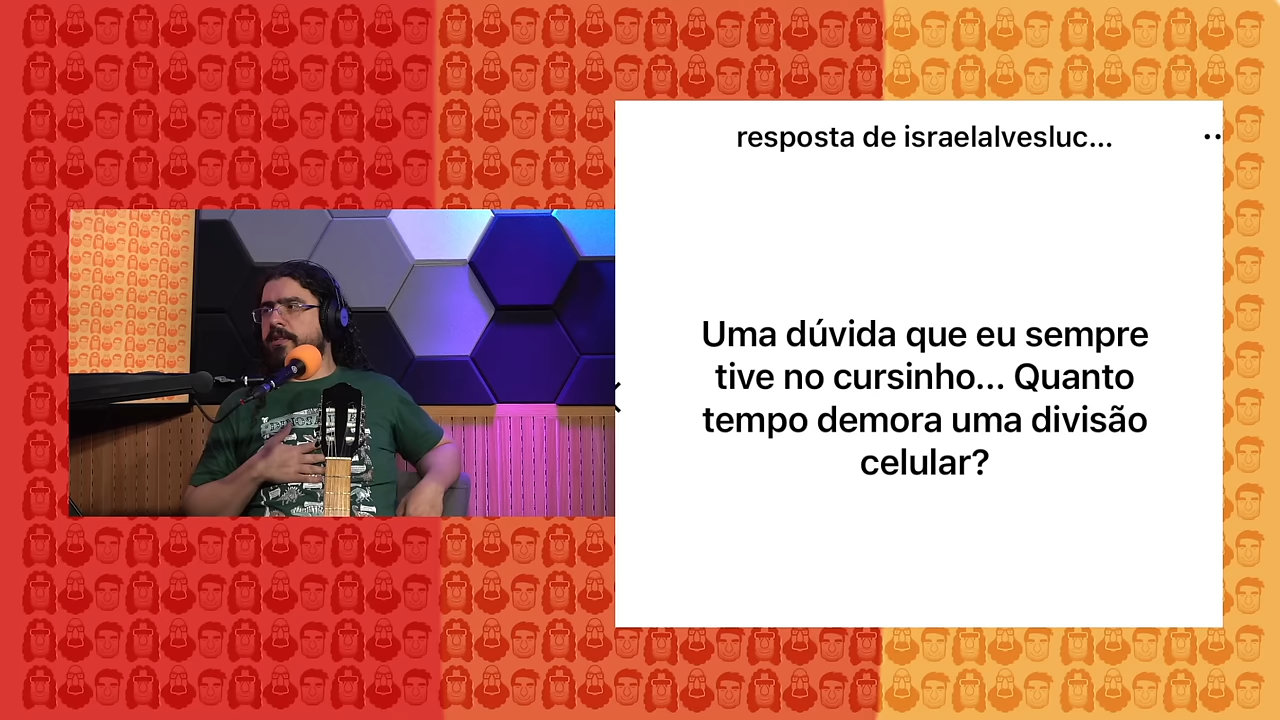 resposta de israelalvesluc...
Uma dúvida que eu sempre
tive no cursinho... Quanto
tempo demora uma divisão
celular?